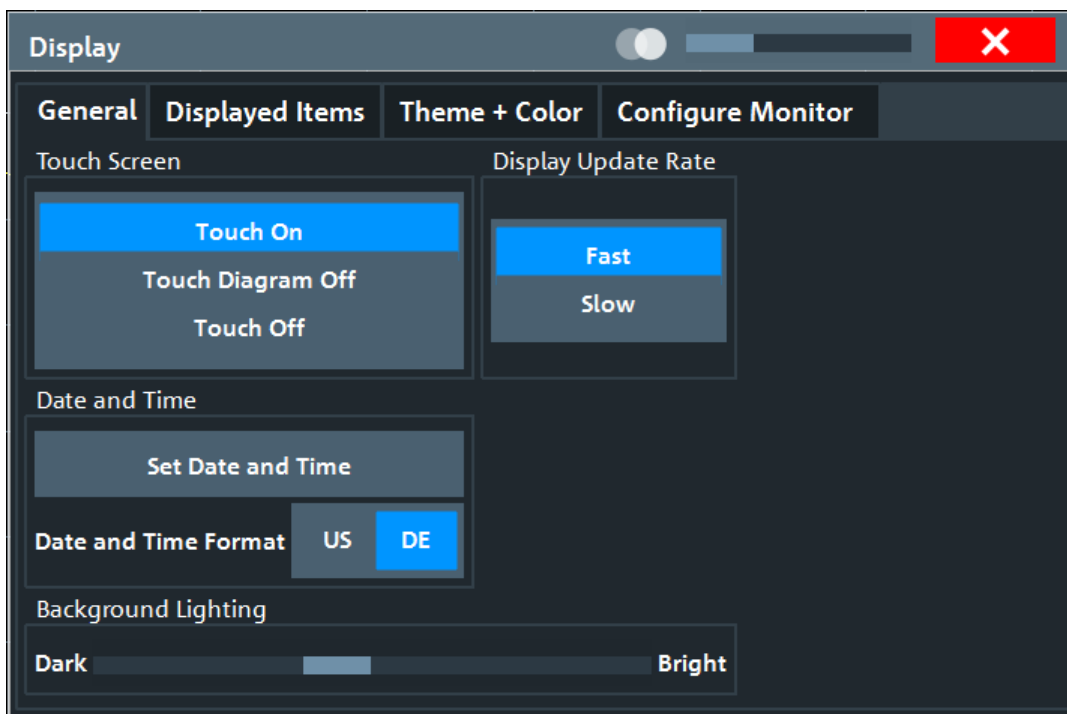 Display
General Displayed Items Theme + Color Configure Monitor
Touch Screen Display Update Rate
Touch On
Touch Diagram Off
Touch Off
Fast
Slow
Date and Time
Set Date and Time
Date and Time Format US DE
Background Lighting
Dark Bright